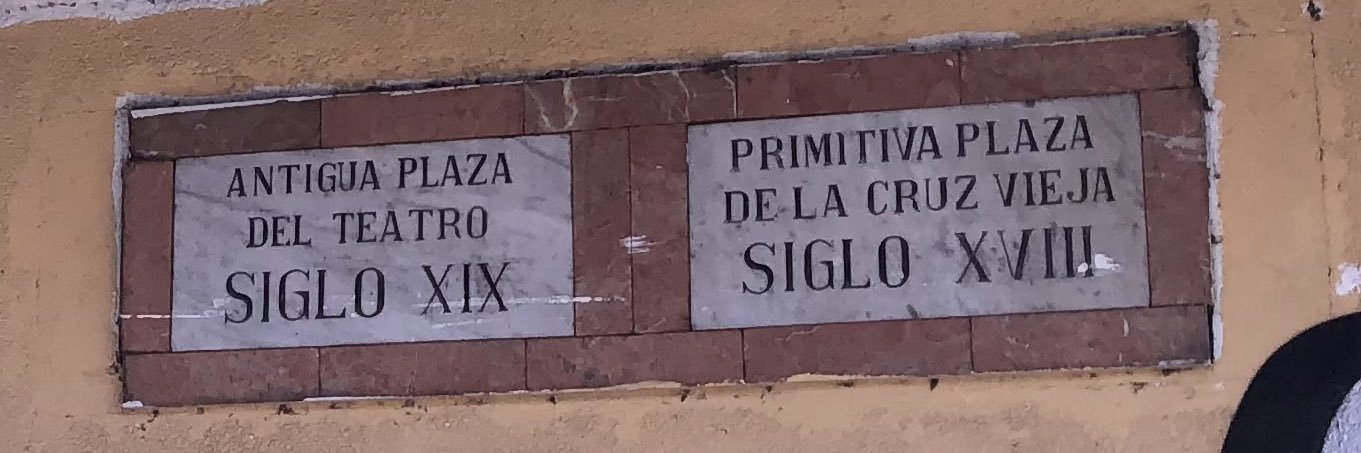 ANTIGUA PLAZA
DEL TEATRO
SIGLO XIX
PRIMITIVA PLAZA
DE LA CRUZ VIEJA
SIGLO XVIII